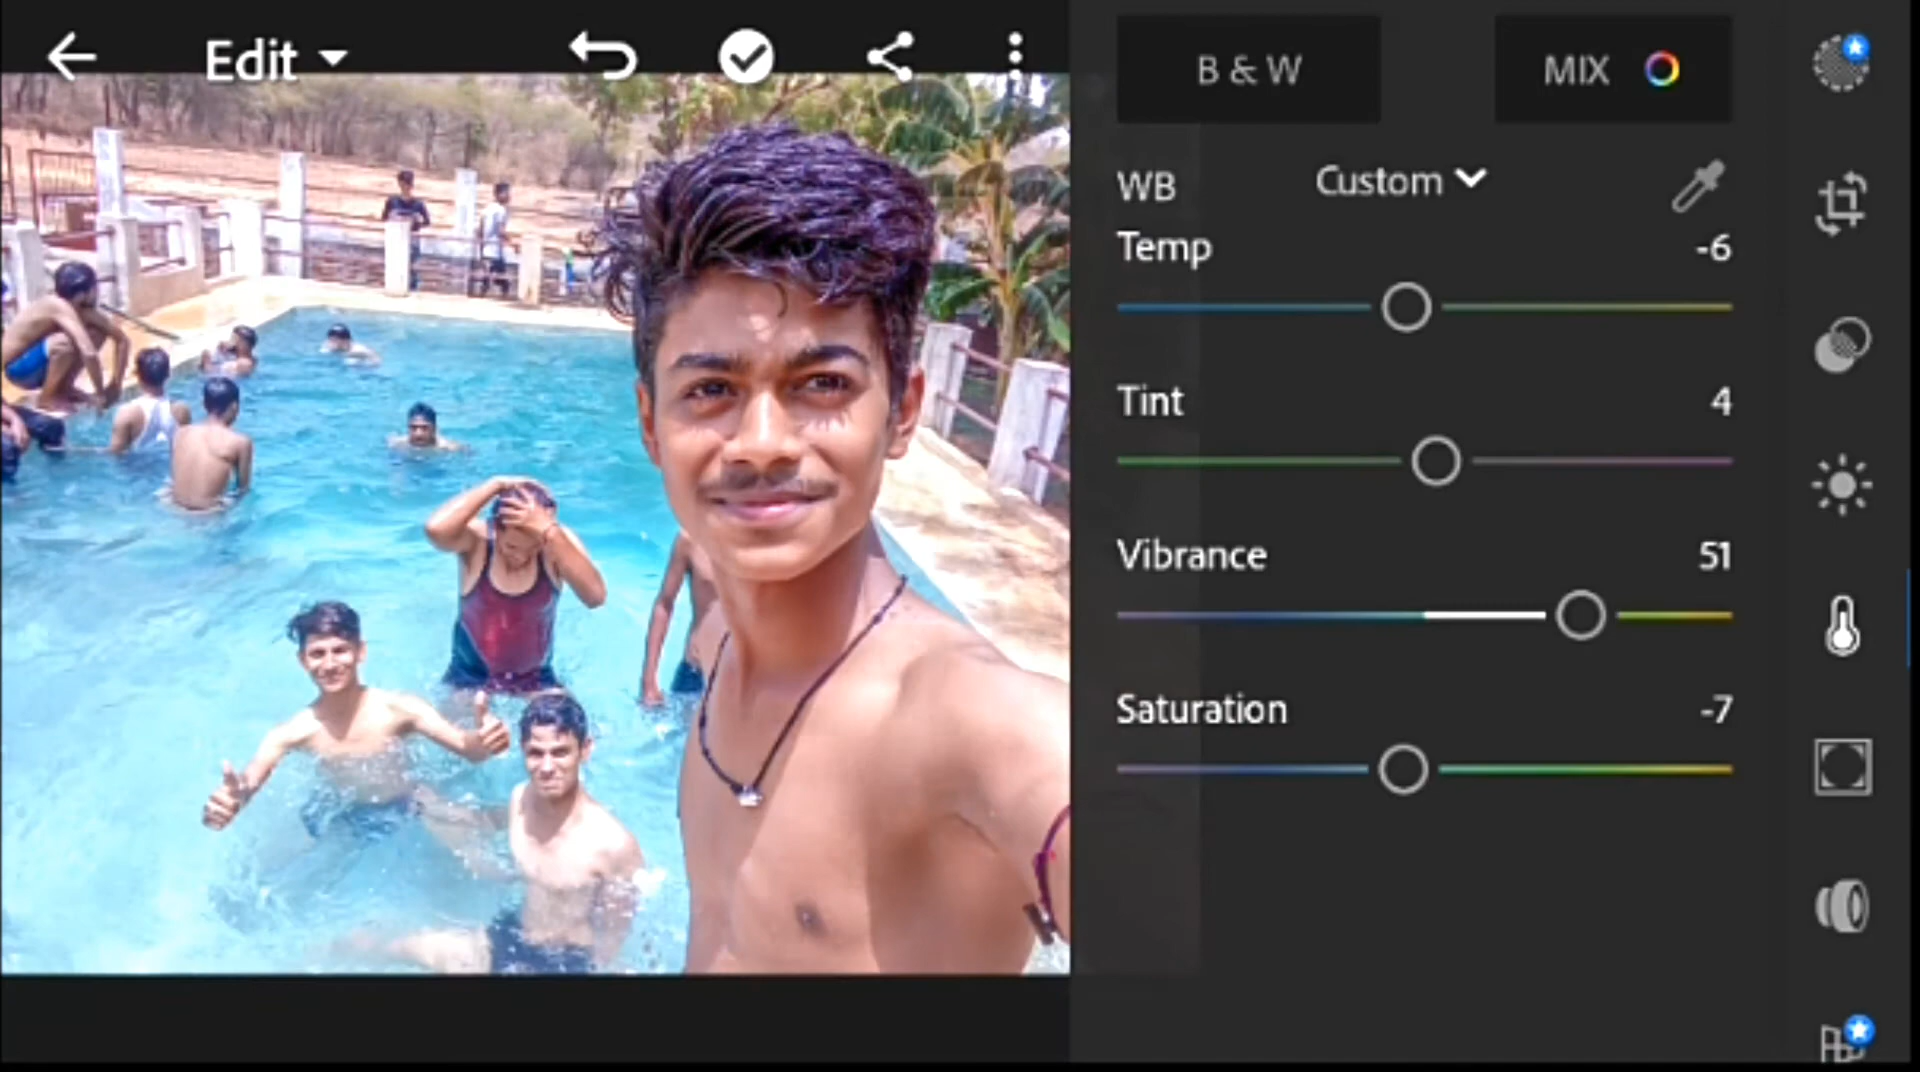 Edit
B & W
MIX
WB
Custom
Temp
-6
Tint
4
Vibrance
51
Saturation
-7